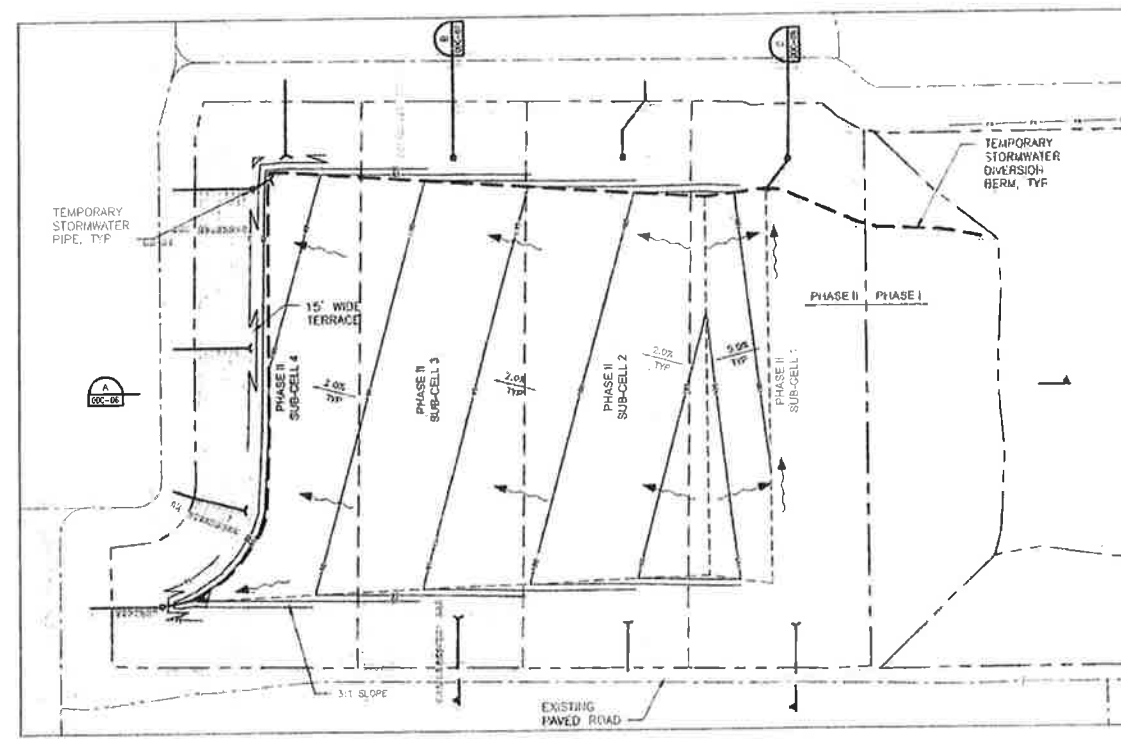 B
C
TEMPORARY
STORMWATER
DIVERSION
BERM, TYP
TEMPORARY
STORMWATER
PIPE, TYP
15' WIDE
TERRACE
PHASE II
PHASE I
A
PHASE II
SUB-CELL 4
2.0%
TYP
PHASE II
SUB-CELL 3
2.0%
TYP
PHASE II
SUB-CELL 2
2.0%
TYP
5.0%
TYP
PHASE II
SUB-CELL 1
3:1 SLOPE
EXISTING
PAVED ROAD